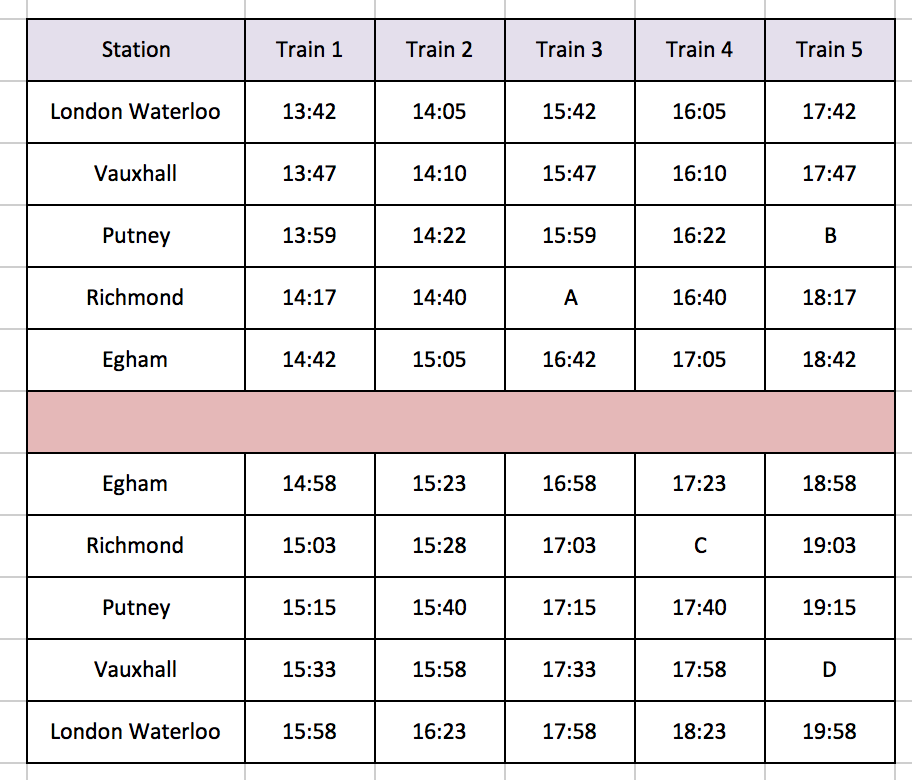 Station Train 1 Train 2 Train 3 Train 4 Train 5
London Waterloo 13:42 14:05 15:42 16:05 17:42
Vauxhall 13:47 14:10 15:47 16:10 17:47
Putney 13:59 14:22 15:59 16:22 B
Richmond 14:17 14:40 A 16:40 18:17
Egham 14:42 15:05 16:42 17:05 18:42
Egham 14:58 15:23 16:58 17:23 18:58
Richmond 15:03 15:28 17:03 C 19:03
Putney 15:15 15:40 17:15 17:40 19:15
Vauxhall 15:33 15:58 17:33 17:58 D
London Waterloo 15:58 16:23 17:58 18:23 19:58